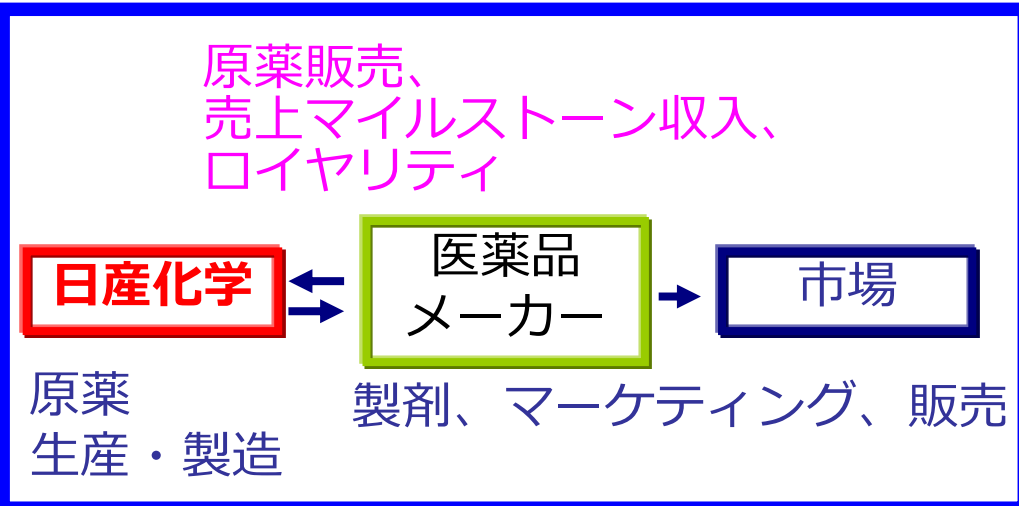 原薬販売、
売上マイルストーン収入、
ロイヤリティ
日産化学
医薬品
メーカー
市場
原薬
生産・製造
製剤、マーケティング、販売